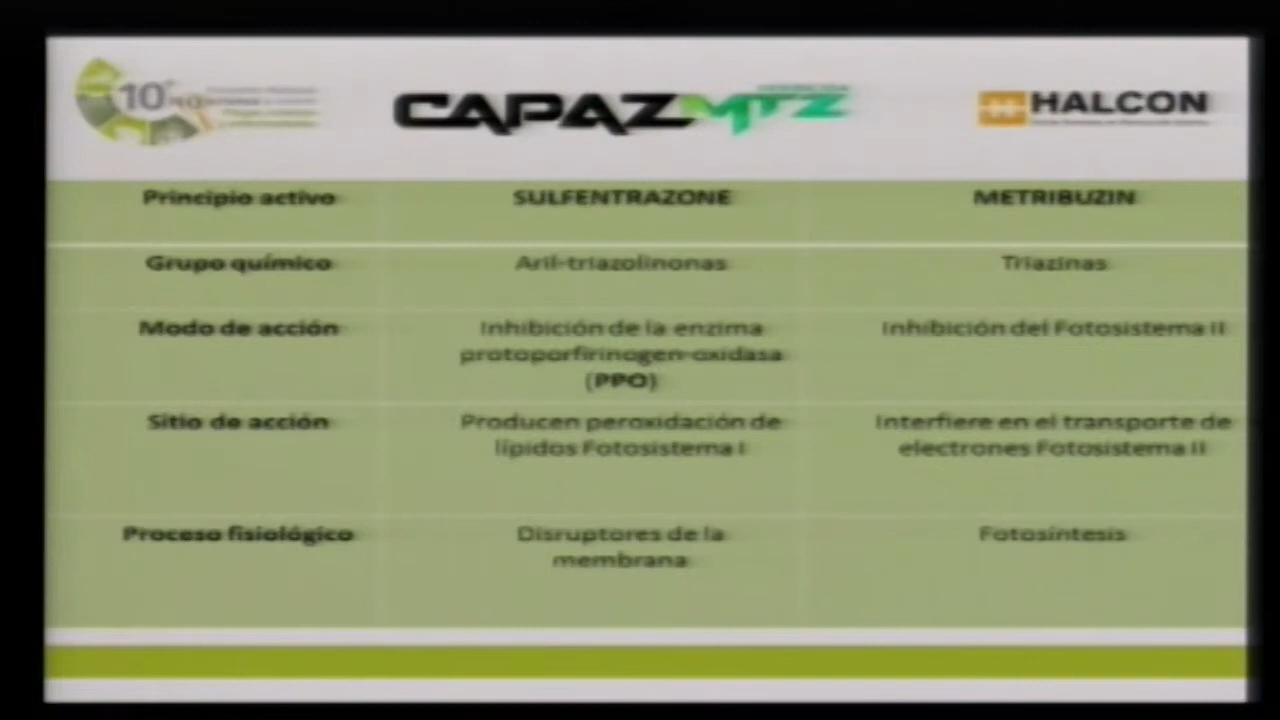 10°
CAPAZ MTZ
HALCON
Principio activo SULFENTRAZONE METRIBUZIN
Grupo químico Aril-triazolinonas Triazinas
Modo de acción Inhibición de la enzima Inhibición del Fotosistema II
protoporfirinogen-oxidasa
(PPO)
Sitio de acción Producen peroxidación de Interfiere en el transporte de
lípidos Fotosistema I electrones Fotosistema II
Proceso fisiológico Disruptores de la Fotosíntesis
membrana